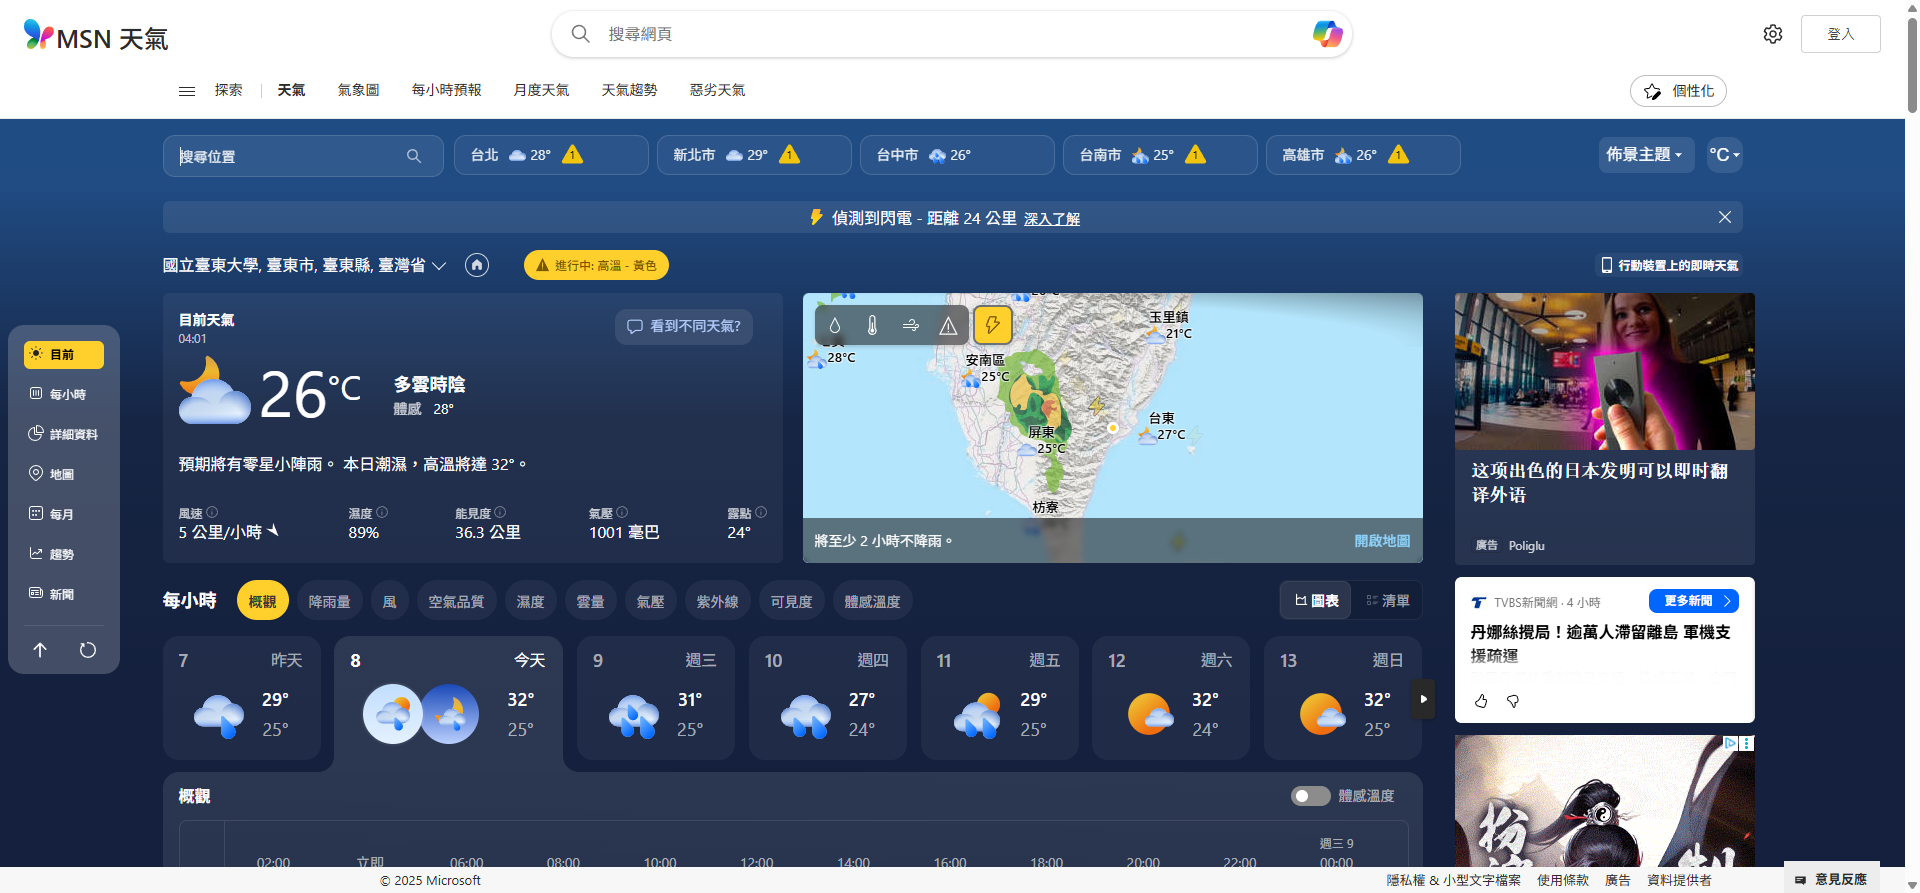 MSN 天氣
搜尋網頁
登入
探索
天氣
氣象圖
每小時預報
月度天氣
天氣趨勢
惡劣天氣
個性化
搜尋位置
台北 28° 1
新北市 29° 1
台中市 26°
台南市 25° 1
高雄市 26° 1
佈景主題
°C
偵測到閃電 - 距離 24 公里 深入了解
國立臺東大學, 臺東市, 臺東縣, 臺灣省
進行中: 高溫 - 黃色
行動裝置上的即時天氣
目前
每小時
詳細資料
地圖
每月
趨勢
新聞
目前天氣
04:01
看到不同天氣?
26°C
多雲時陰
體感 28°
預期將有零星小陣雨。 本日潮濕，高溫將達 32°。
風速 濕度 能見度 氣壓 露點
5 公里/小時 89% 36.3 公里 1001 毫巴 24°
玉里鎮
21°C
28°C
安南區
25°C
台東
27°C
屏東
25°C
枋寮
將至少 2 小時不降雨。
開啟地圖
这项出色的日本发明可以即时翻
译外语
廣告 Poliglu
TVBS新聞網 · 4 小時
更多新聞
丹娜絲攪局！逾萬人滯留離島 軍機支
援疏運
每小時
概觀
降雨量
風
空氣品質
濕度
雲量
氣壓
紫外線
可見度
體感溫度
圖表
清單
7 昨天
29°
25°
8 今天
32°
25°
9 週三
31°
25°
10 週四
27°
24°
11 週五
29°
25°
12 週六
32°
24°
13 週日
32°
25°
概觀
體感溫度
週三 9
02:00 立即 06:00 08:00 10:00 12:00 14:00 16:00 18:00 20:00 22:00 00:00
扮
© 2025 Microsoft
隱私權 & 小型文字檔案
使用條款
廣告
資料提供者
意見反應